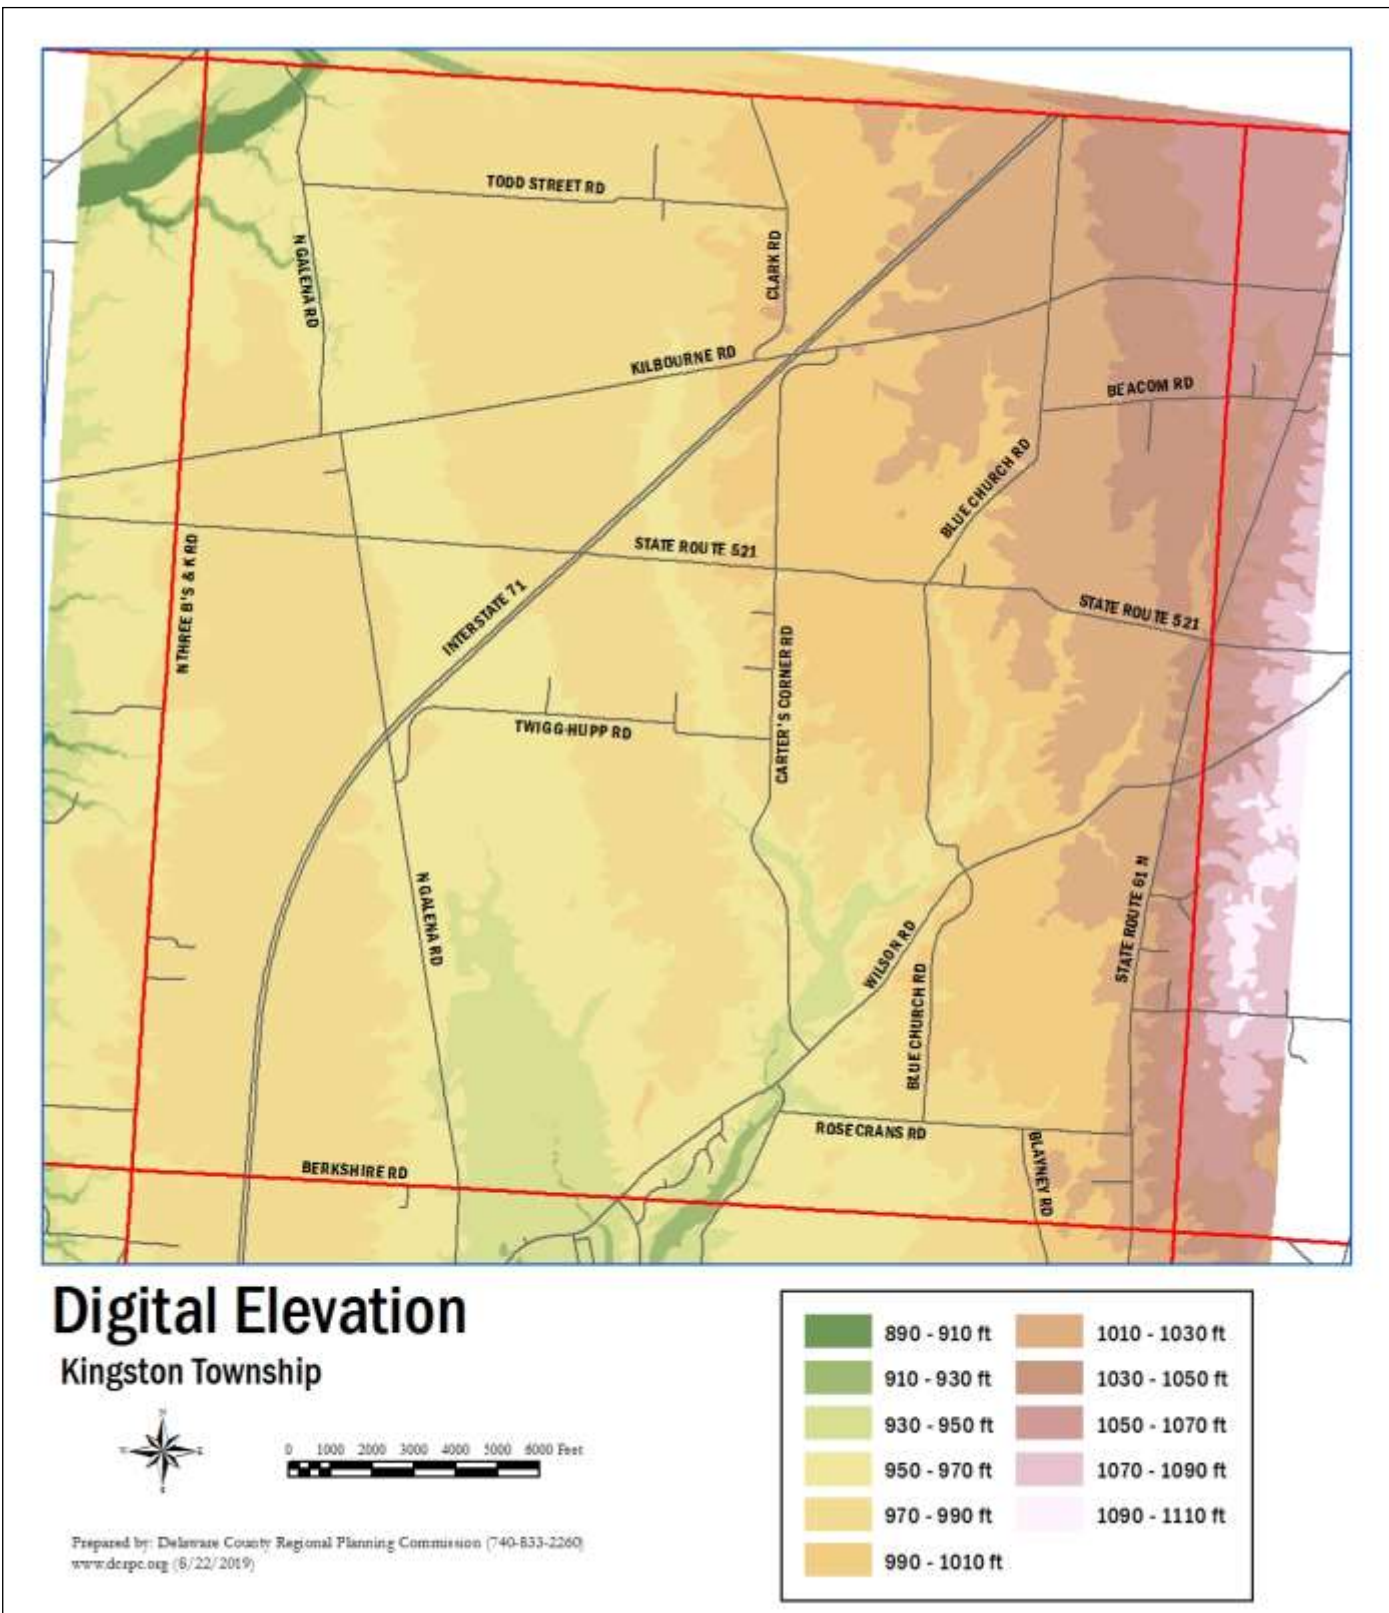 TODD STREET RD
N GALENA RD
CLARK RD
KILBOURNE RD
BEACOM RD
BLUE CHURCH RD
STATE ROUTE 521
N THREE B'S & K RD
INTERSTATE 71
STATE ROUTE 521
CARTER'S CORNER RD
TWIGG-HUPP RD
N GALENA RD
STATE ROUTE 61 N
WILSON RD
BLUE CHURCH RD
ROSECRANS RD
BLAYNEY RD
BERKSHIRE RD
Digital Elevation
Kingston Township
N
E
S
W
0 1000 2000 3000 4000 5000 6000 Feet
Prepared by: Delaware County Regional Planning Commission (740-833-2260)
www.dcrpc.org (8/22/2019)
890 - 910 ft
910 - 930 ft
930 - 950 ft
950 - 970 ft
970 - 990 ft
990 - 1010 ft
1010 - 1030 ft
1030 - 1050 ft
1050 - 1070 ft
1070 - 1090 ft
1090 - 1110 ft